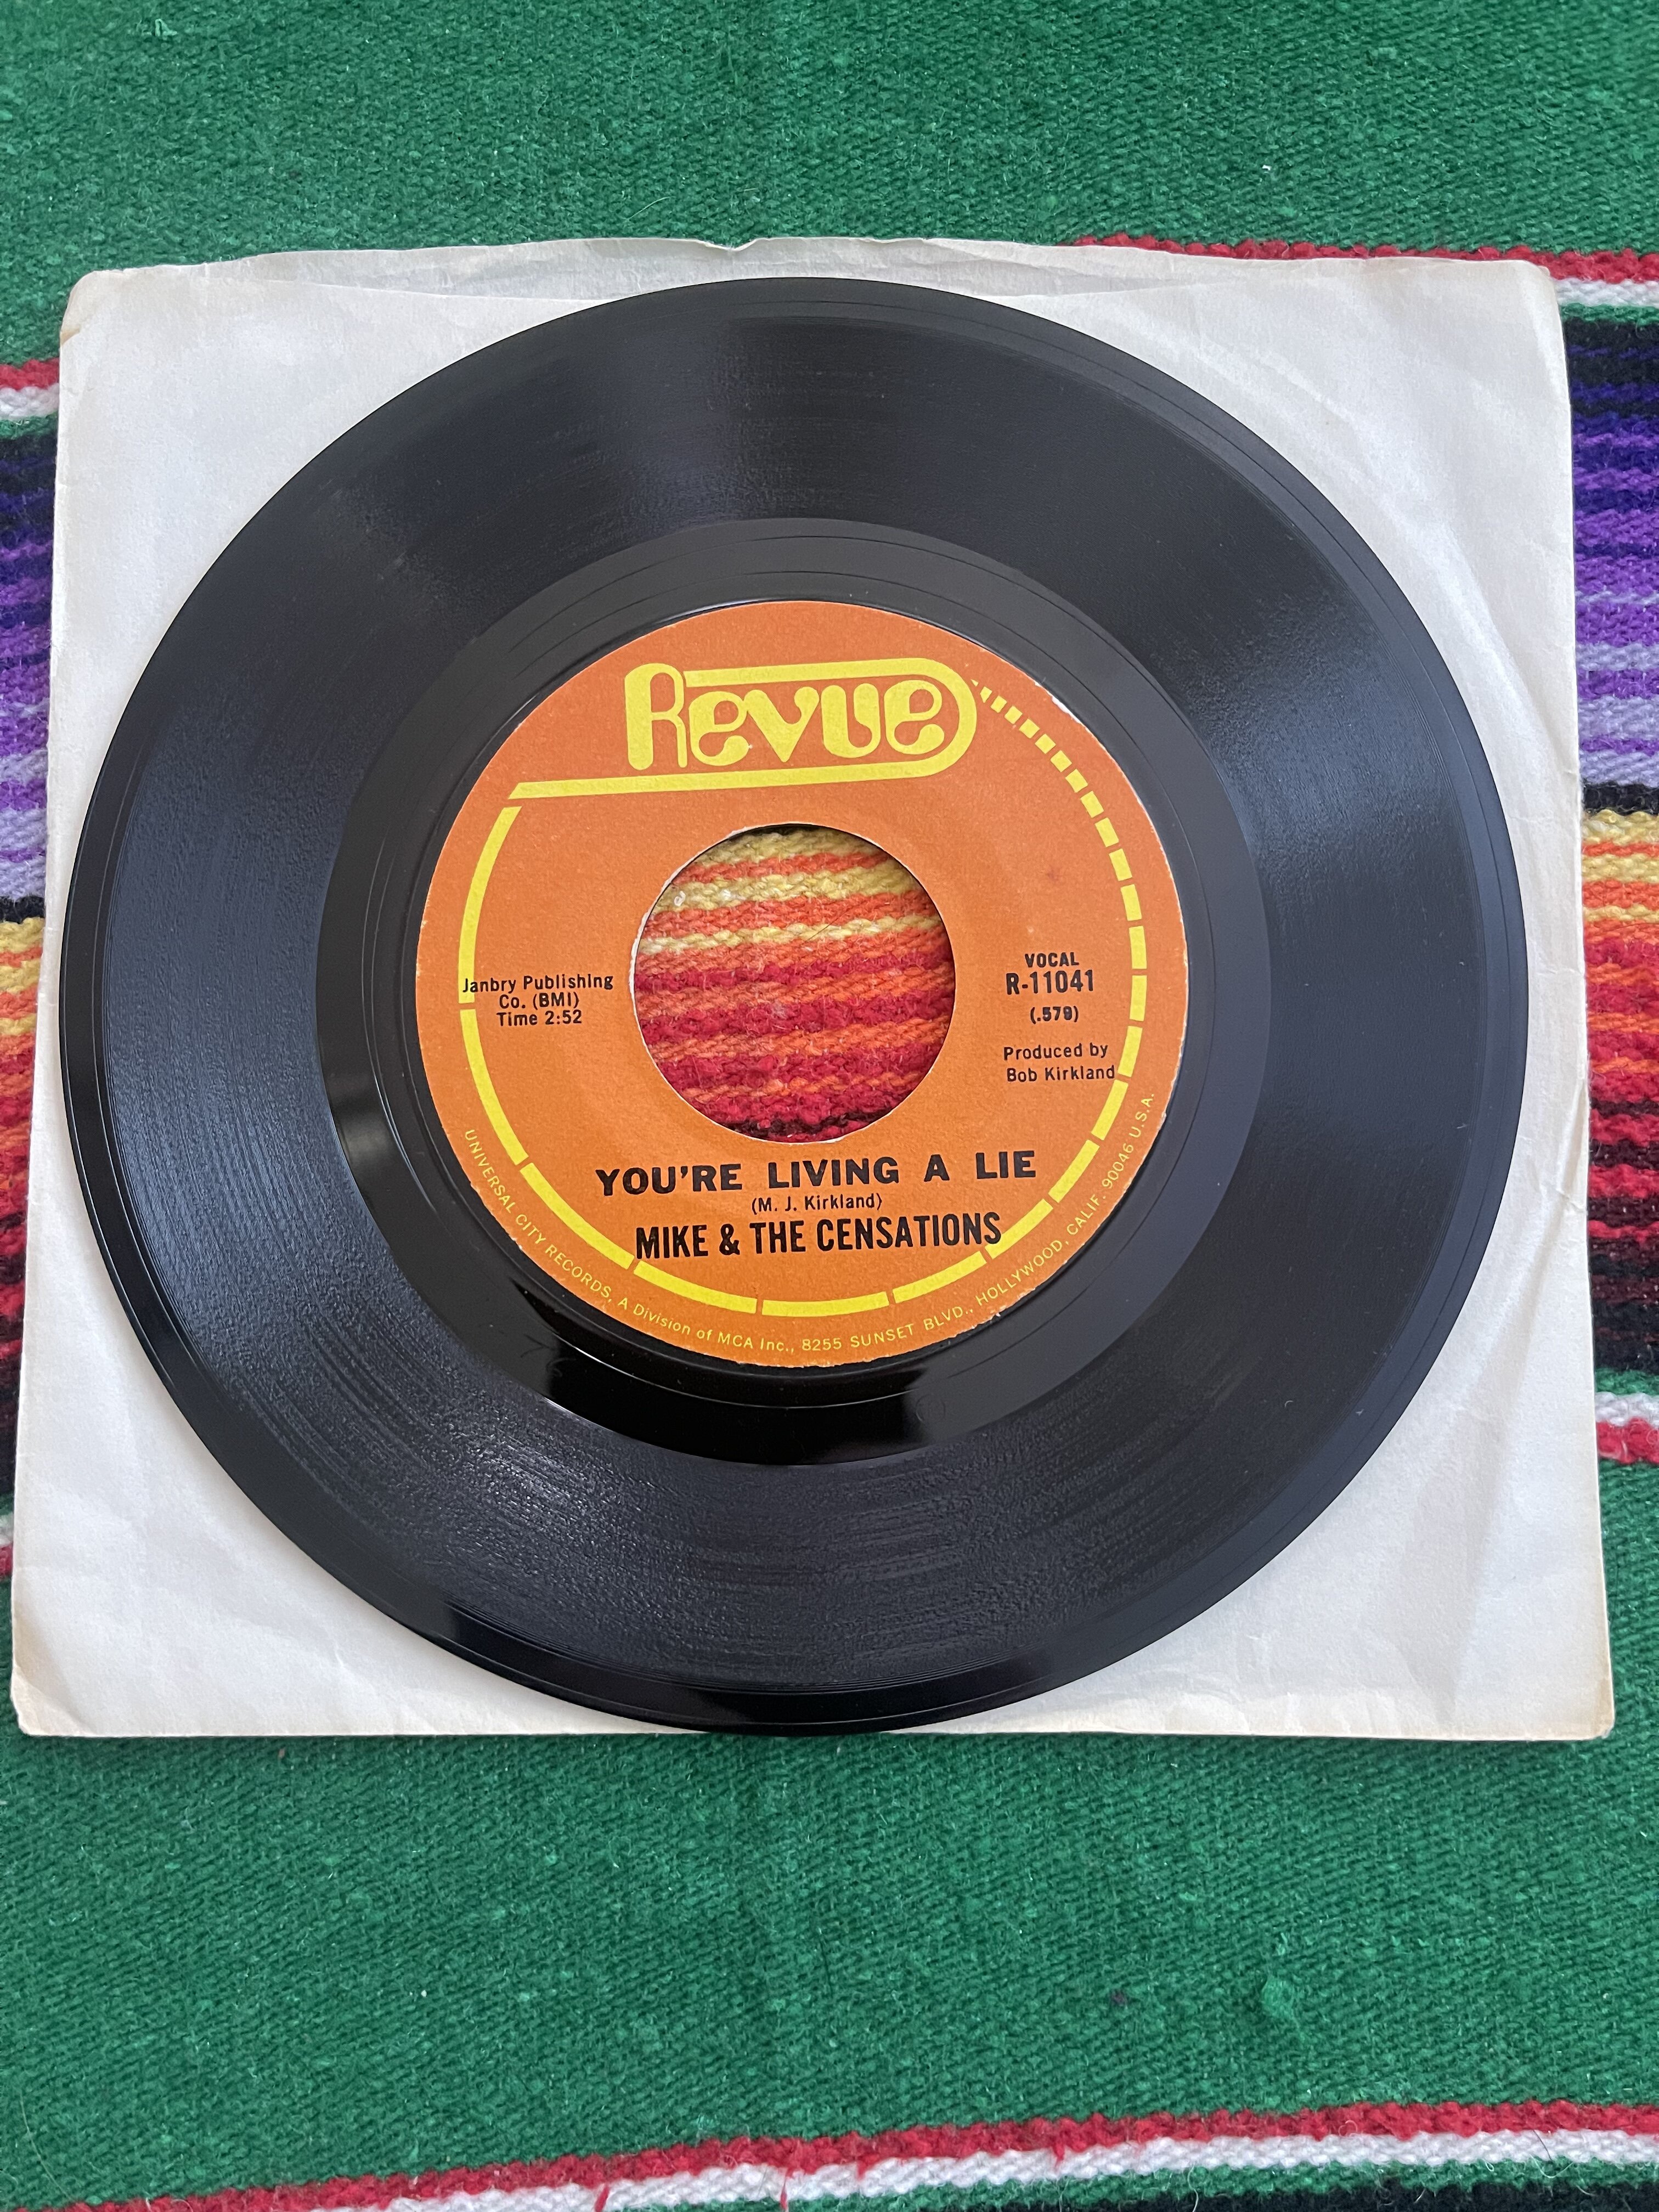 Revue
Janbry Publishing
Co. (BMI)
Time 2:52
VOCAL
R-11041
(.579)
Produced by
Bob Kirkland
YOU'RE LIVING A LIE
(M. J. Kirkland)
MIKE & THE CENSATIONS
UNIVERSAL CITY RECORDS, A Division of MCA Inc., 8255 SUNSET BLVD., HOLLYWOOD, CALIF. 90046 U.S.A.